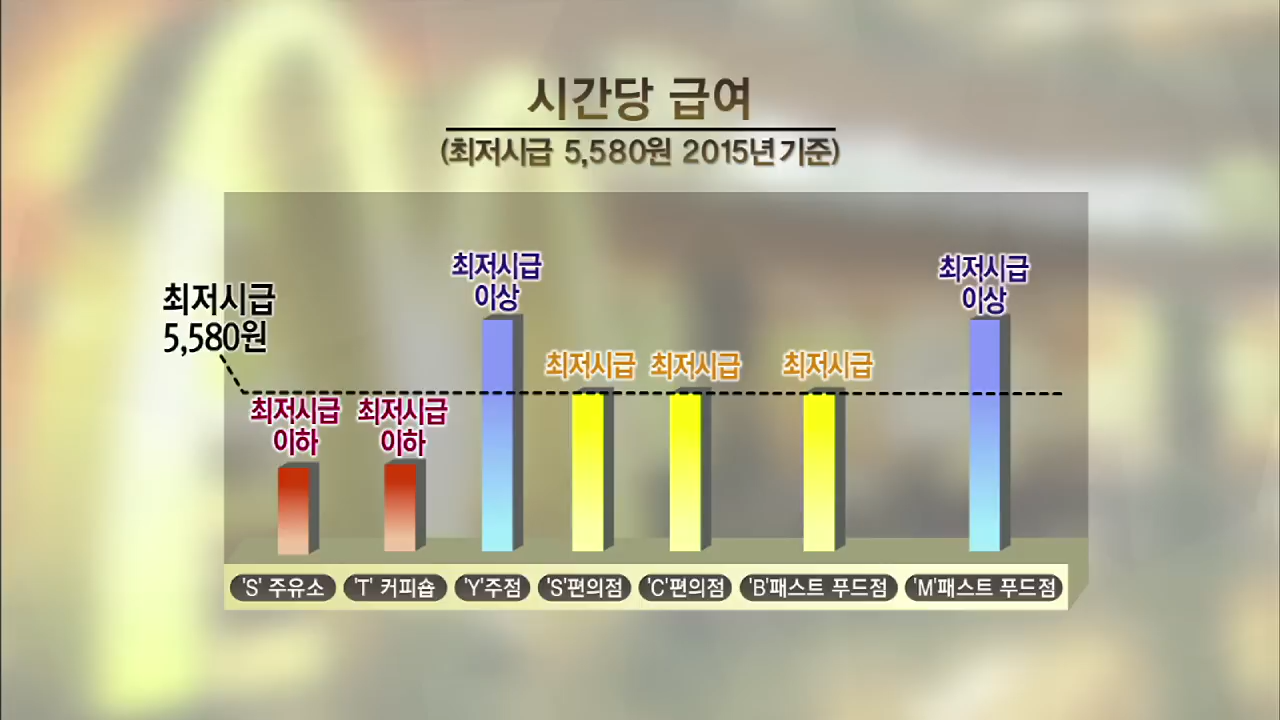 시간당 급여
(최저시급 5,580원 2015년 기준)
최저시급
5,580원
최저시급
이하
최저시급
이하
최저시급
이상
최저시급
최저시급
최저시급
최저시급
이상
'S' 주유소
'T' 커피숍
'Y'주점
'S'편의점
'C'편의점
'B'패스트 푸드점
'M'패스트 푸드점